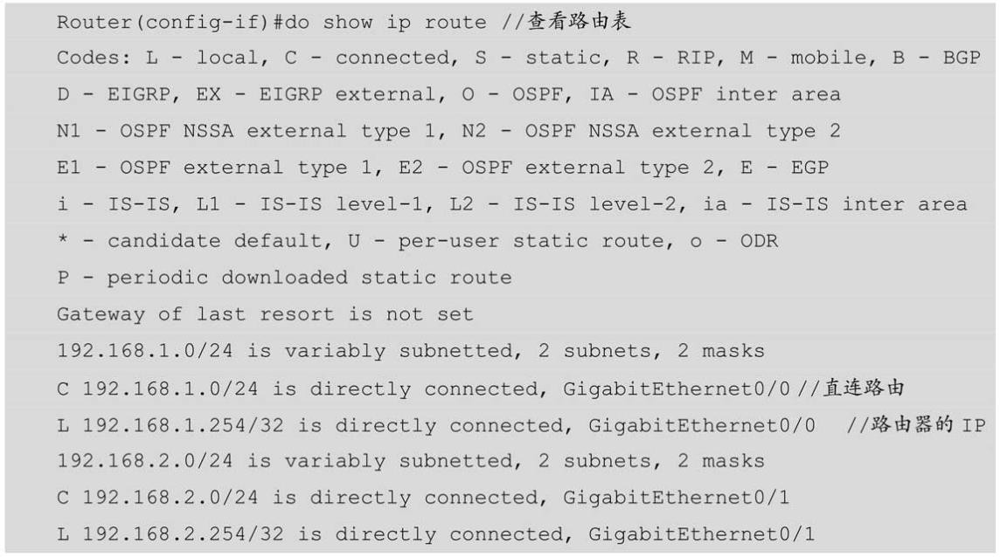 Router(config-if)#do show ip route //查看路由表
Codes: L - local, C - connected, S - static, R - RIP, M - mobile, B - BGP
D - EIGRP, EX - EIGRP external, O - OSPF, IA - OSPF inter area
N1 - OSPF NSSA external type 1, N2 - OSPF NSSA external type 2
E1 - OSPF external type 1, E2 - OSPF external type 2, E - EGP
i - IS-IS, L1 - IS-IS level-1, L2 - IS-IS level-2, ia - IS-IS inter area
* - candidate default, U - per-user static route, o - ODR
P - periodic downloaded static route
Gateway of last resort is not set
192.168.1.0/24 is variably subnetted, 2 subnets, 2 masks
C 192.168.1.0/24 is directly connected, GigabitEthernet0/0 //直连路由
L 192.168.1.254/32 is directly connected, GigabitEthernet0/0 //路由器的 IP
192.168.2.0/24 is variably subnetted, 2 subnets, 2 masks
C 192.168.2.0/24 is directly connected, GigabitEthernet0/1
L 192.168.2.254/32 is directly connected, GigabitEthernet0/1